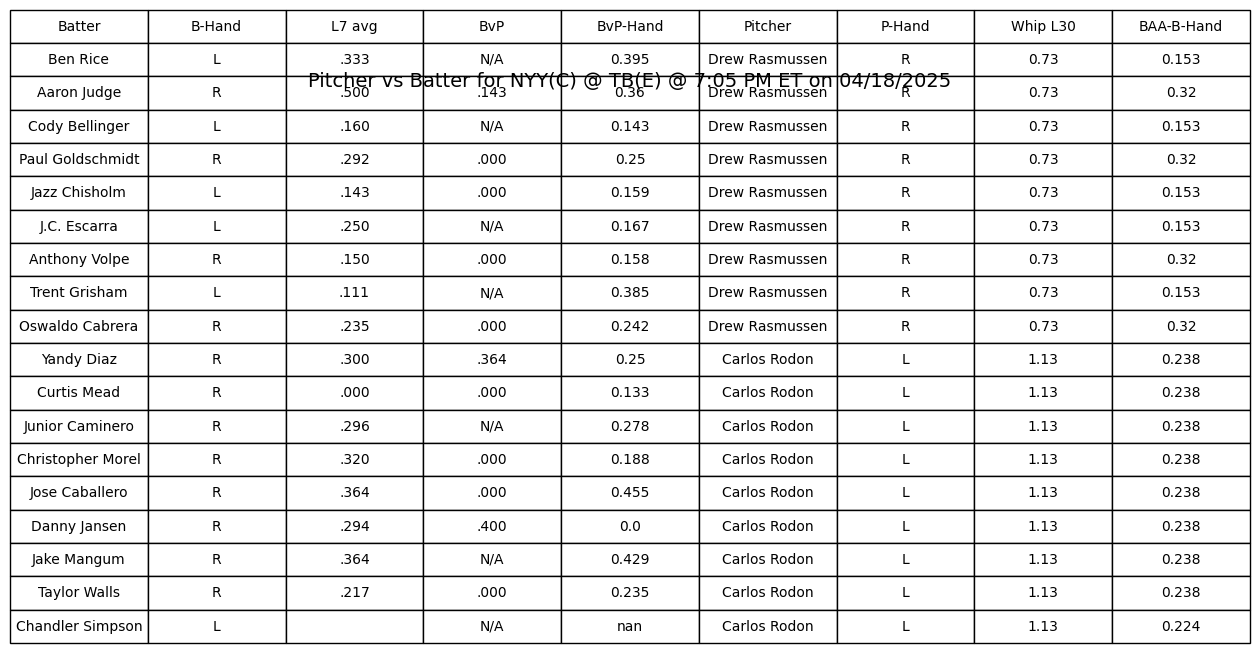 Batter B-Hand L7 avg BvP BvP-Hand Pitcher P-Hand Whip L30 BAA-B-Hand
Ben Rice L .333 N/A 0.395 Drew Rasmussen R 0.73 0.153
Pitcher vs Batter for NYY(C) @ TB(E) @ 7:05 PM ET on 04/18/2025
Aaron Judge R .500 .143 0.36 Drew Rasmussen R 0.73 0.32
Cody Bellinger L .160 N/A 0.143 Drew Rasmussen R 0.73 0.153
Paul Goldschmidt R .292 .000 0.25 Drew Rasmussen R 0.73 0.32
Jazz Chisholm L .143 .000 0.159 Drew Rasmussen R 0.73 0.153
J.C. Escarra L .250 N/A 0.167 Drew Rasmussen R 0.73 0.153
Anthony Volpe R .150 .000 0.158 Drew Rasmussen R 0.73 0.32
Trent Grisham L .111 N/A 0.385 Drew Rasmussen R 0.73 0.153
Oswaldo Cabrera R .235 .000 0.242 Drew Rasmussen R 0.73 0.32
Yandy Diaz R .300 .364 0.25 Carlos Rodon L 1.13 0.238
Curtis Mead R .000 .000 0.133 Carlos Rodon L 1.13 0.238
Junior Caminero R .296 N/A 0.278 Carlos Rodon L 1.13 0.238
Christopher Morel R .320 .000 0.188 Carlos Rodon L 1.13 0.238
Jose Caballero R .364 .000 0.455 Carlos Rodon L 1.13 0.238
Danny Jansen R .294 .400 0.0 Carlos Rodon L 1.13 0.238
Jake Mangum R .364 N/A 0.429 Carlos Rodon L 1.13 0.238
Taylor Walls R .217 .000 0.235 Carlos Rodon L 1.13 0.238
Chandler Simpson L N/A nan Carlos Rodon L 1.13 0.224